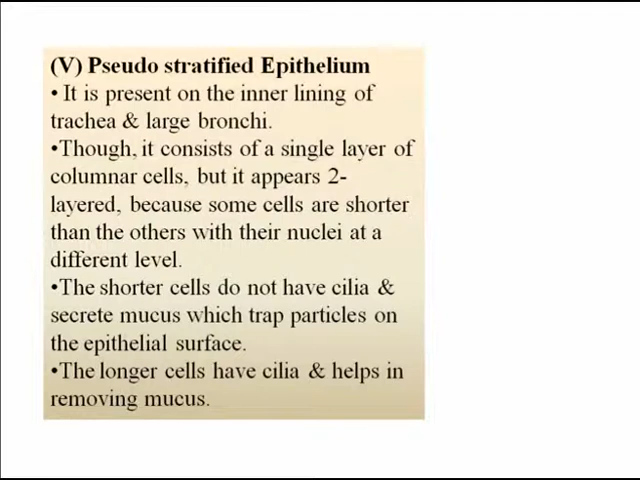 (V) Pseudo stratified Epithelium
• It is present on the inner lining of
trachea & large bronchi.
•Though, it consists of a single layer of
columnar cells, but it appears 2-
layered, because some cells are shorter
than the others with their nuclei at a
different level.
•The shorter cells do not have cilia &
secrete mucus which trap particles on
the epithelial surface.
•The longer cells have cilia & helps in
removing mucus.